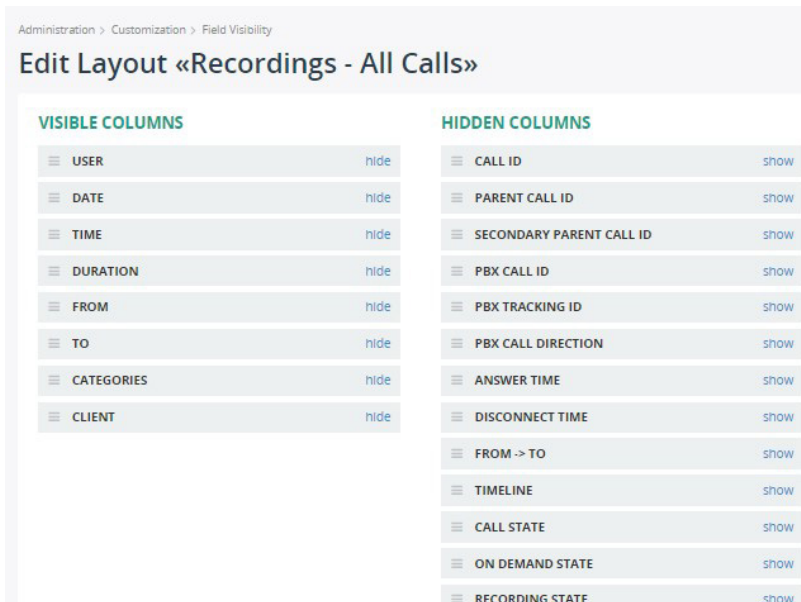 Administration > Customization > Field Visibility
Edit Layout «Recordings - All Calls»
VISIBLE COLUMNS
USER hide
DATE hide
TIME hide
DURATION hide
FROM hide
TO hide
CATEGORIES hide
CLIENT hide
HIDDEN COLUMNS
CALL ID show
PARENT CALL ID show
SECONDARY PARENT CALL ID show
PBX CALL ID show
PBX TRACKING ID show
PBX CALL DIRECTION show
ANSWER TIME show
DISCONNECT TIME show
FROM -> TO show
TIMELINE show
CALL STATE show
ON DEMAND STATE show
RECORDING STATE show